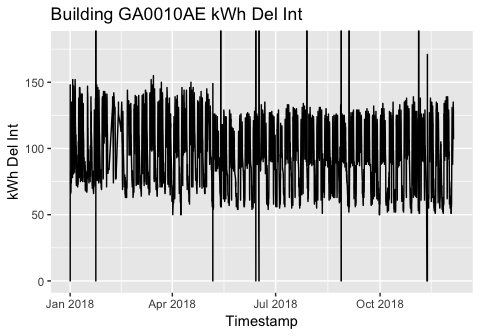 Building GA0010AE kWh Del Int
kWh Del Int
150
100
50
0
Jan 2018
Apr 2018
Jul 2018
Oct 2018
Timestamp